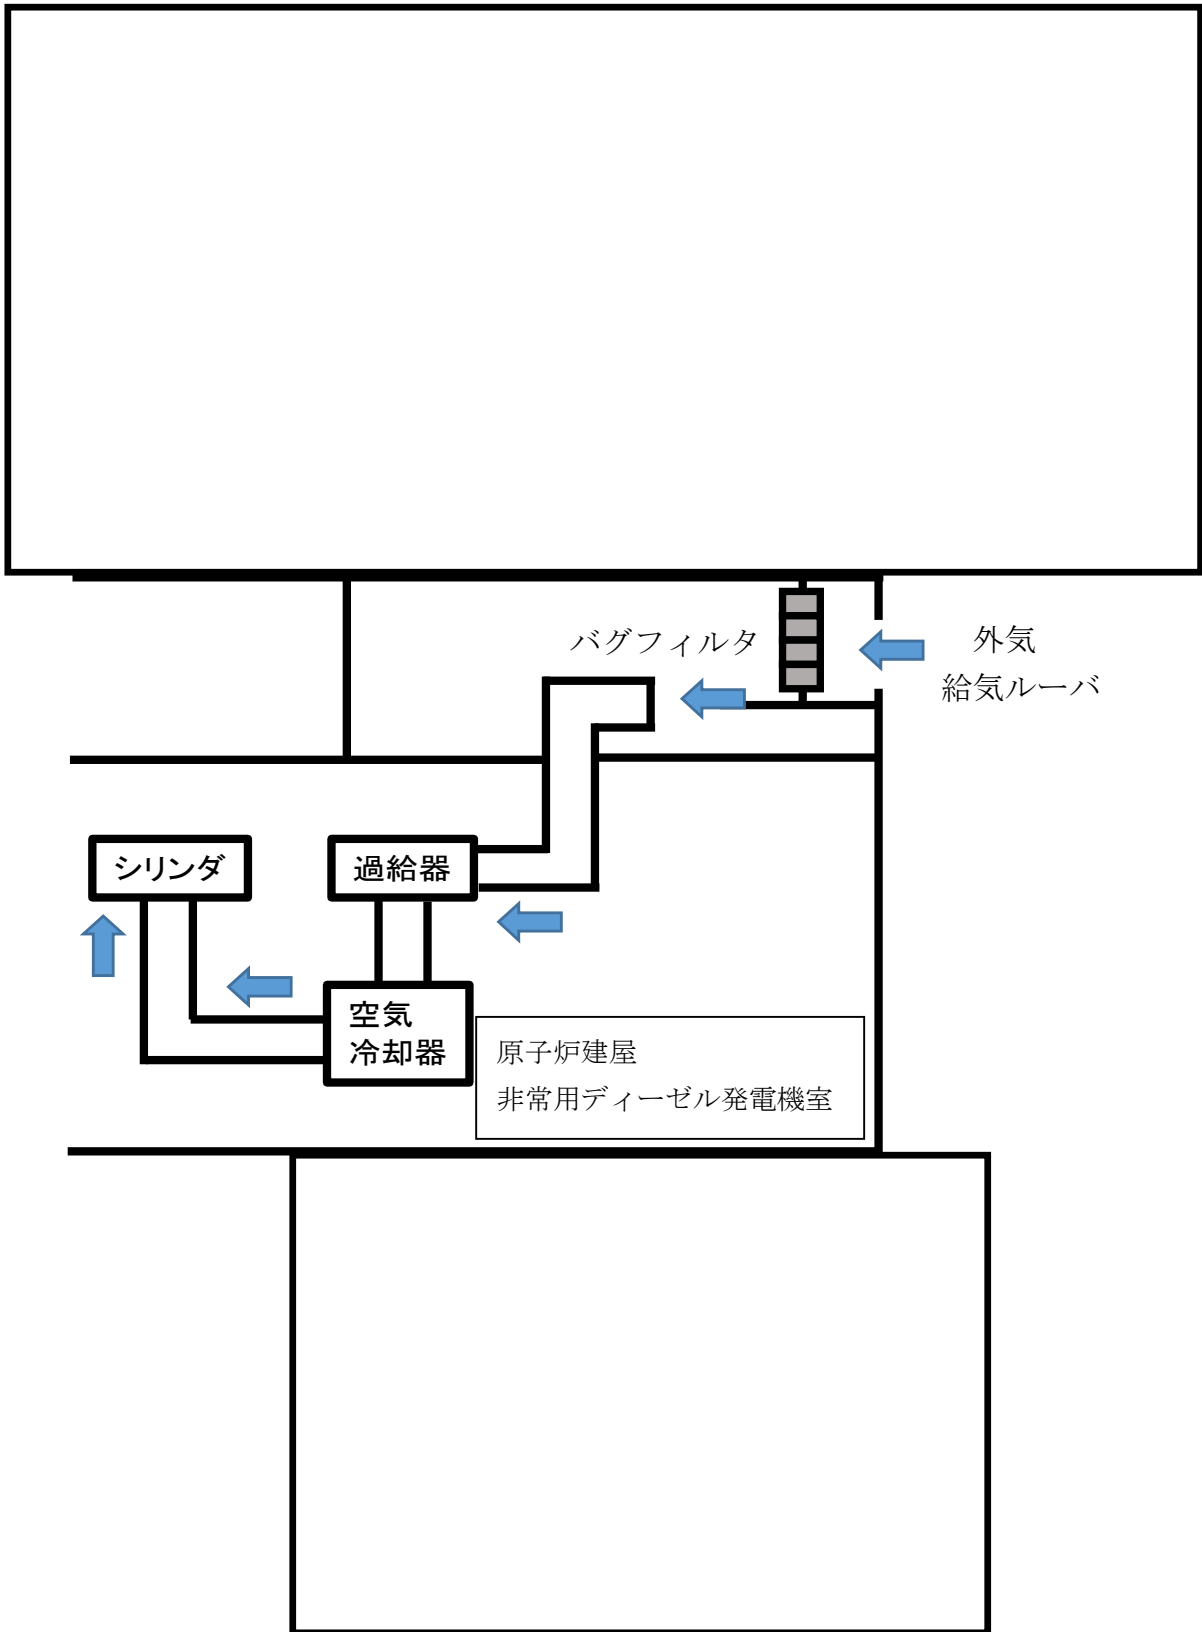 バグフィルタ
外気
給気ルーバ
シリンダ
過給器
空気
冷却器
原子炉建屋
非常用ディーゼル発電機室